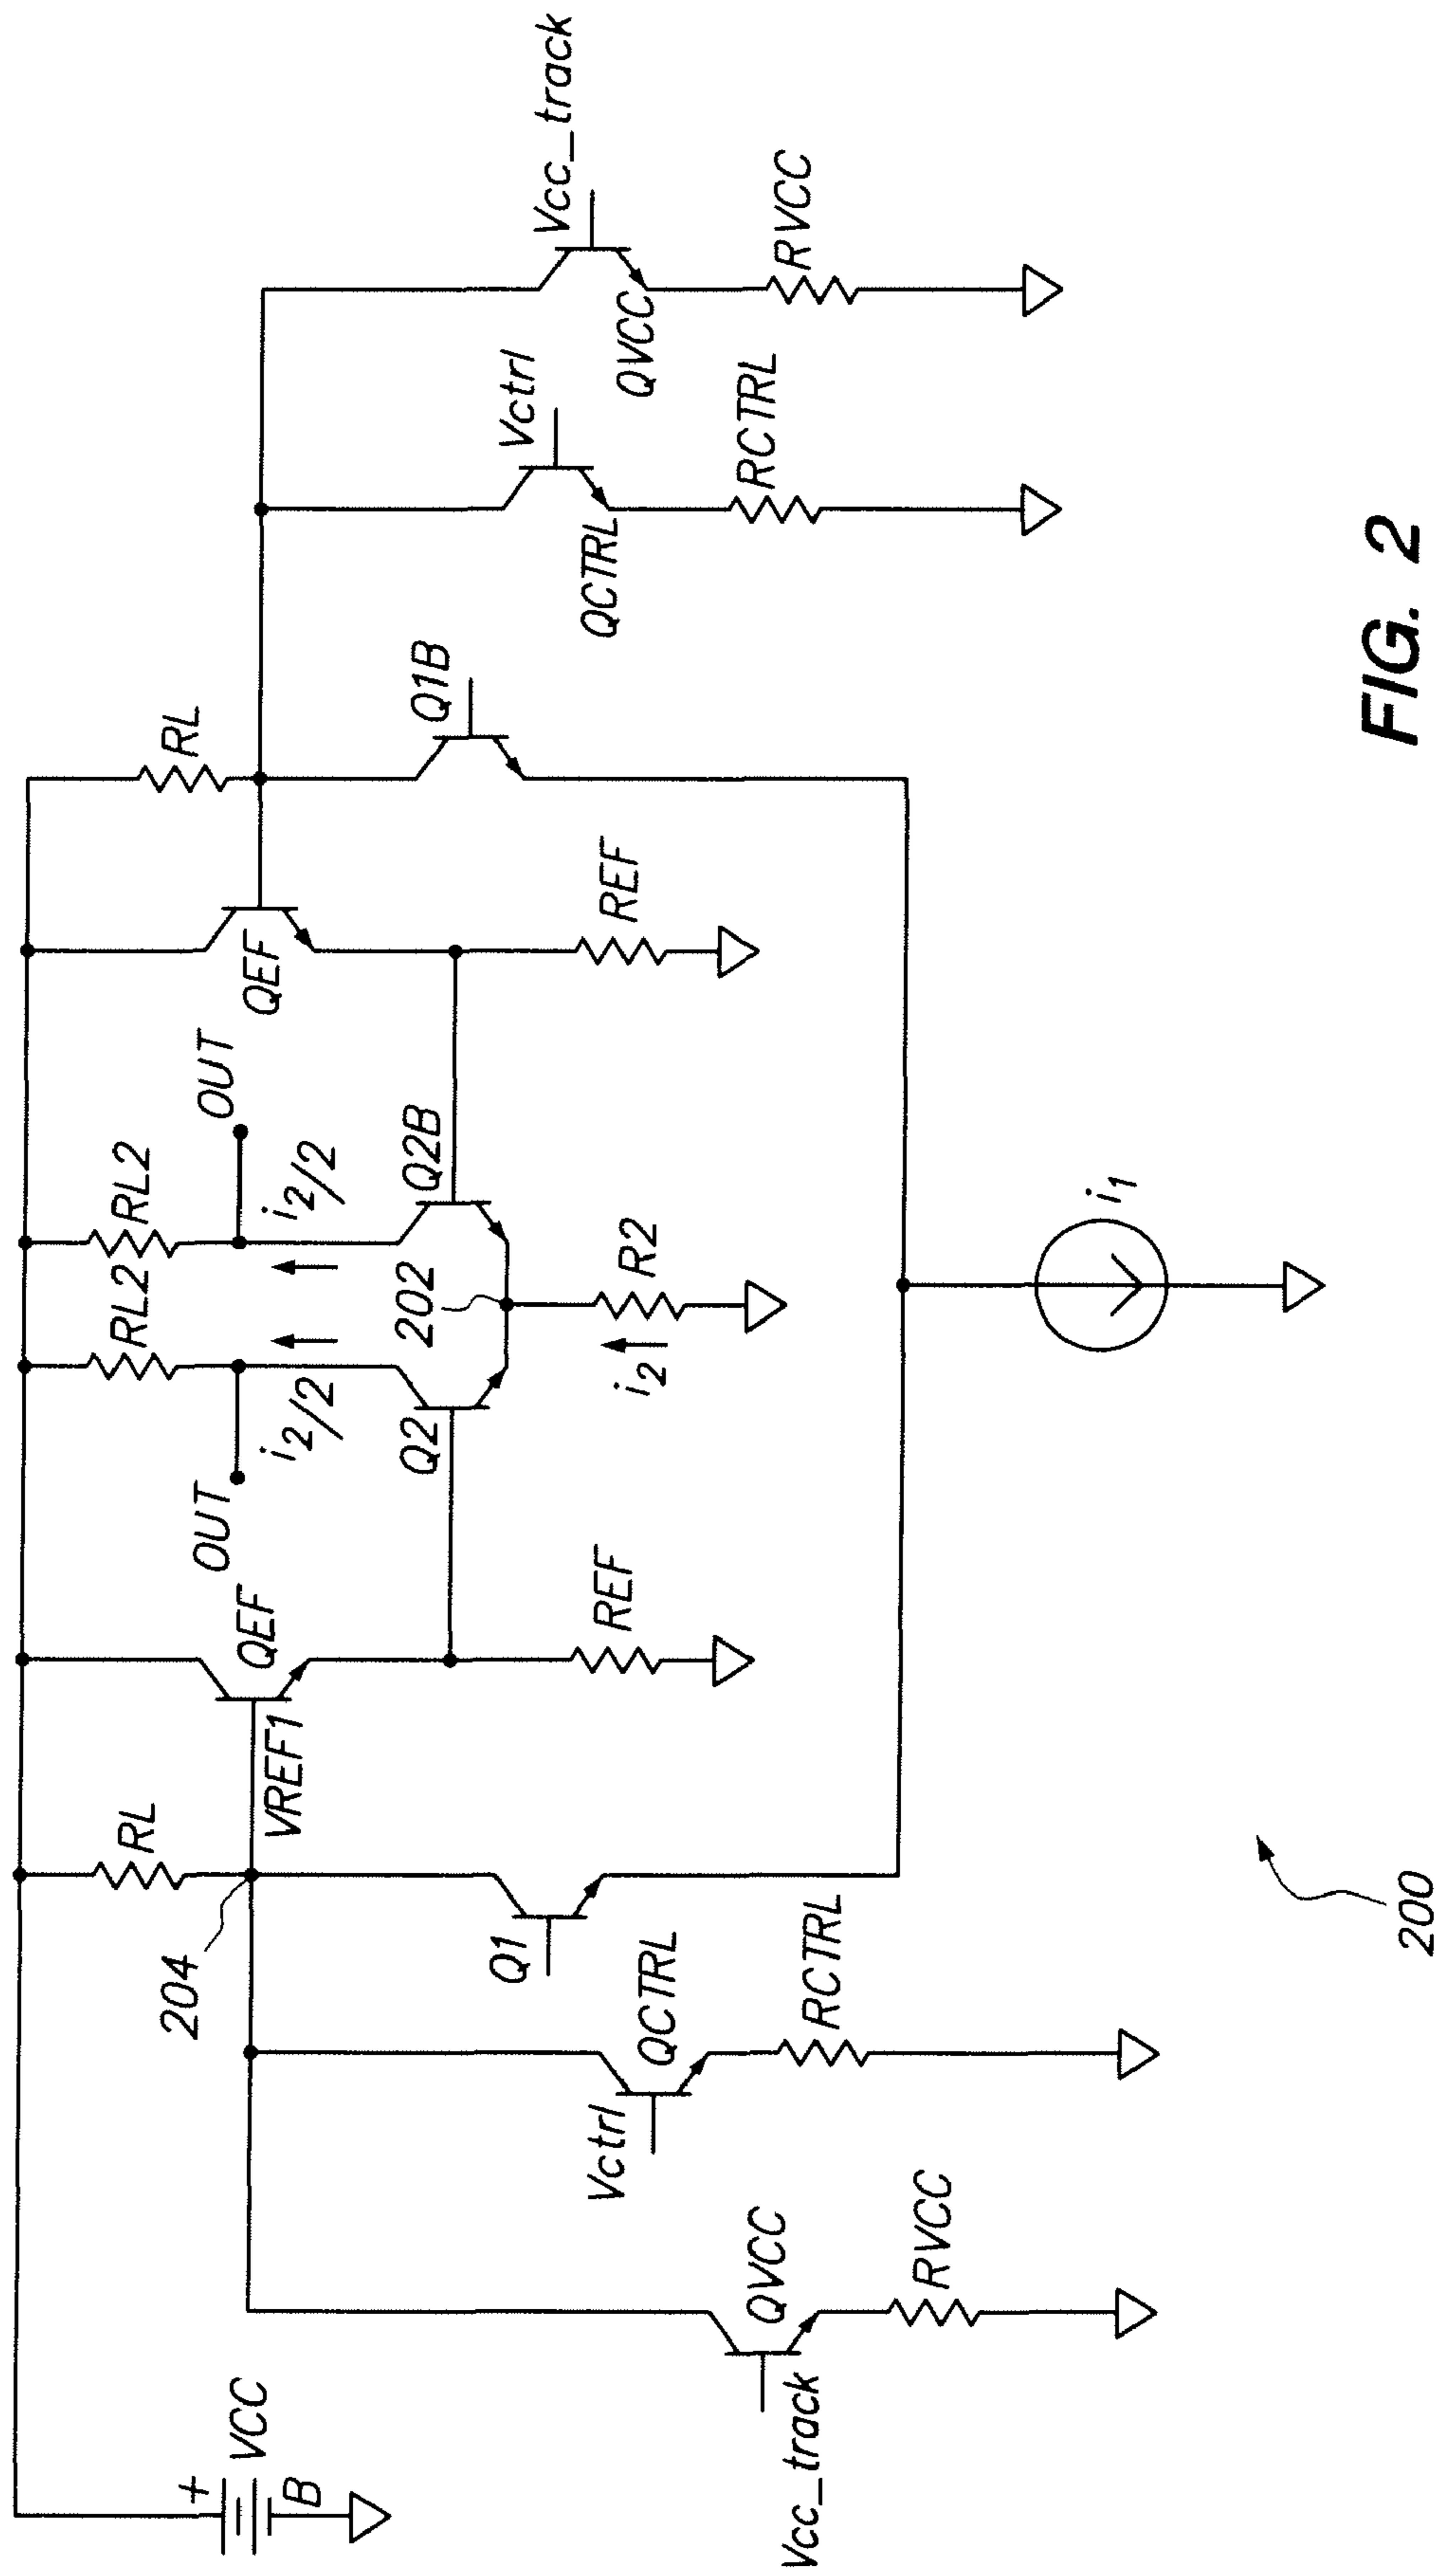 RL
RL2
RL2
RL
Vcc_track
OUT
OUT
204
VREF1
QEF
i2/2
i2/2
QEF
Vctrl
VCC
+
B
Q1
Q2
202
Q2B
Q1B
QCTRL
QVCC
RVCC
Vctrl
QCTRL
REF
i2
R2
REF
RCTRL
Vcc_track
QVCC
RVCC
RCTRL
i1
200
FIG. 2